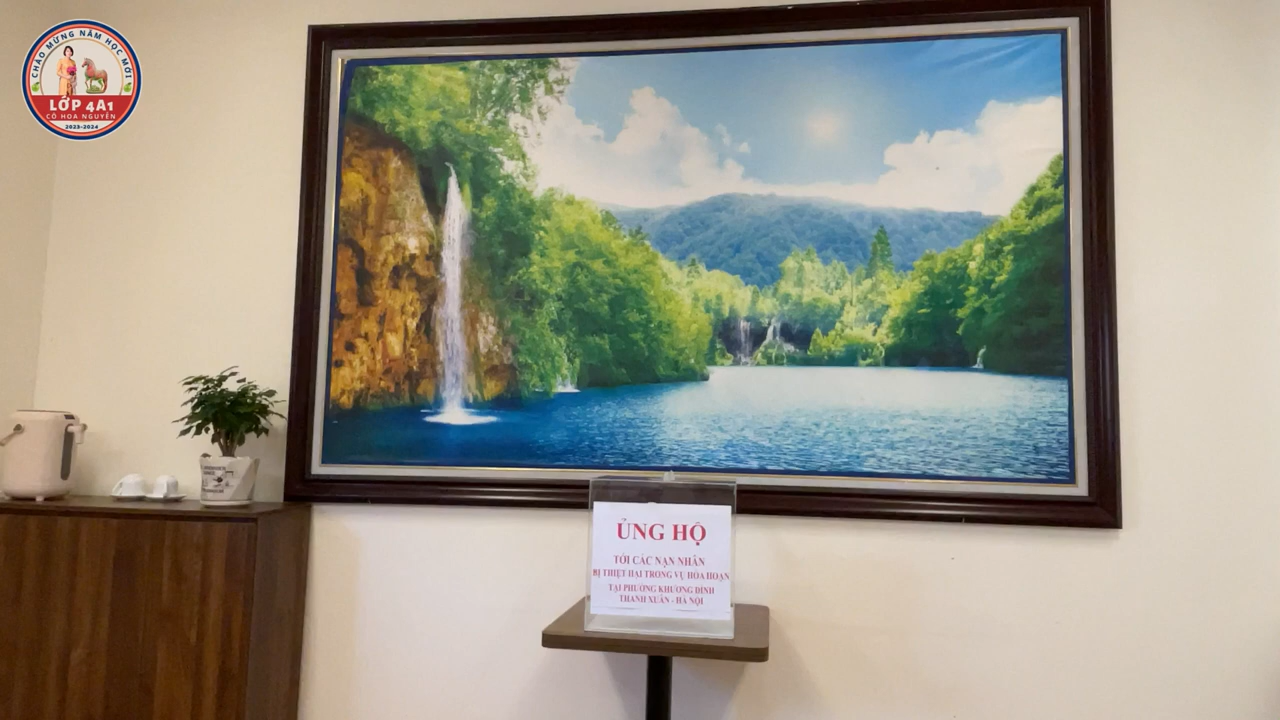 CHÀO MỪNG NĂM HỌC MỚI
LỚP 4A1
CÔ HOA NGUYỄN
2023-2024
ỦNG HỘ
TỚI CÁC NẠN NHÂN
BỊ THIỆT HẠI TRONG VỤ HỎA HOẠN
TẠI PHƯỜNG KHƯƠNG ĐÌNH
THANH XUÂN - HÀ NỘI